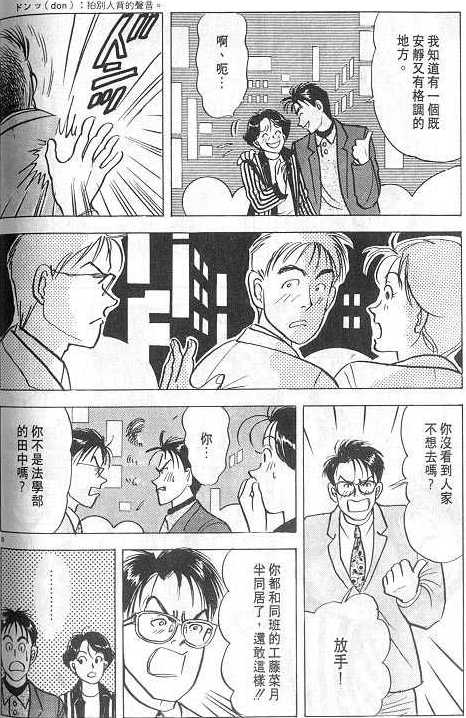 ドンッ(don):拍別人背的聲音。
我知道有一個既
安靜又有格調的
地方。
啊、呃…
ドンッ
你沒看到人家
不想去嗎？
放手！
你…
你不是法學部
的田中嗎？
你都和同班的工藤菜月
半同居了，還敢這樣!!
………